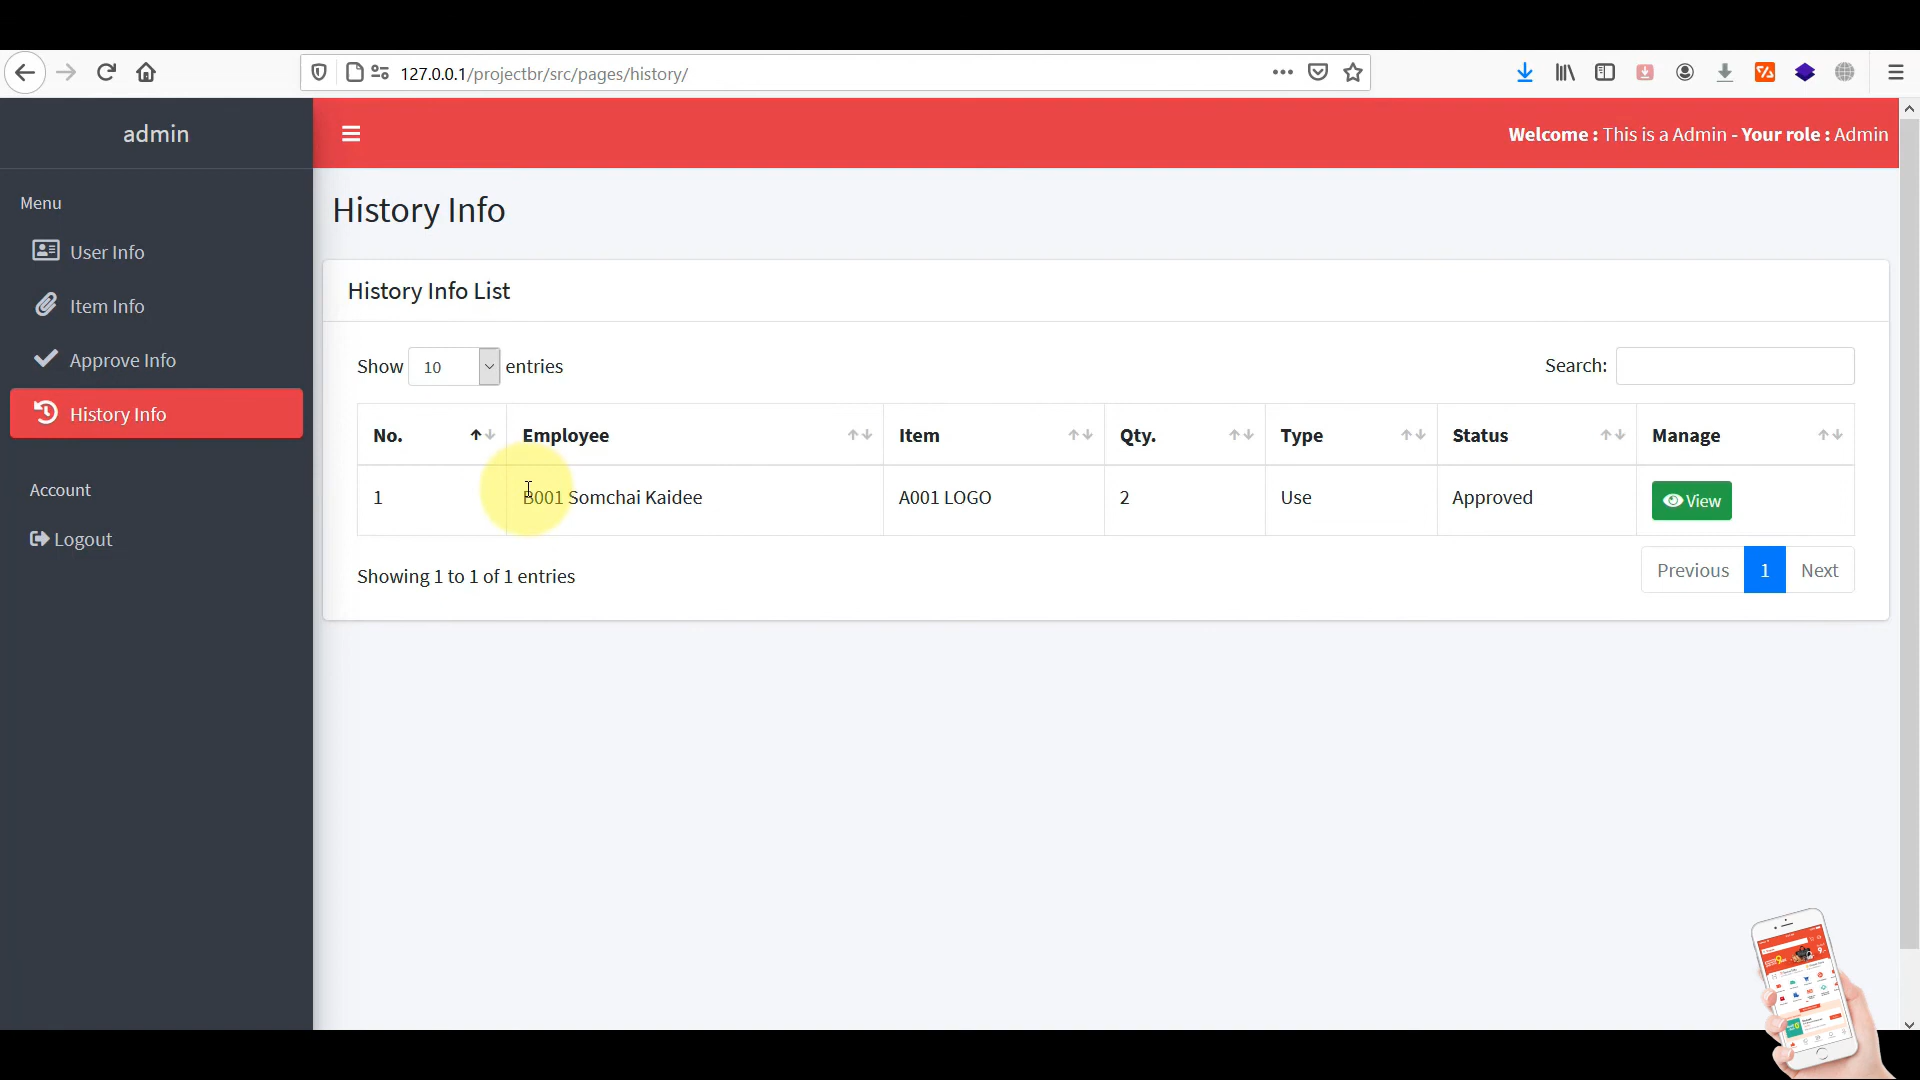 127.0.0.1/projectbr/src/pages/history/
admin
Welcome : This is a Admin - Your role : Admin
Menu
User Info
Item Info
Approve Info
History Info
Account
Logout
History Info
History Info List
Show 10 entries
Search:
No. Employee Item Qty. Type Status Manage
1 B001 Somchai Kaidee A001 LOGO 2 Use Approved View
Showing 1 to 1 of 1 entries
Previous 1 Next